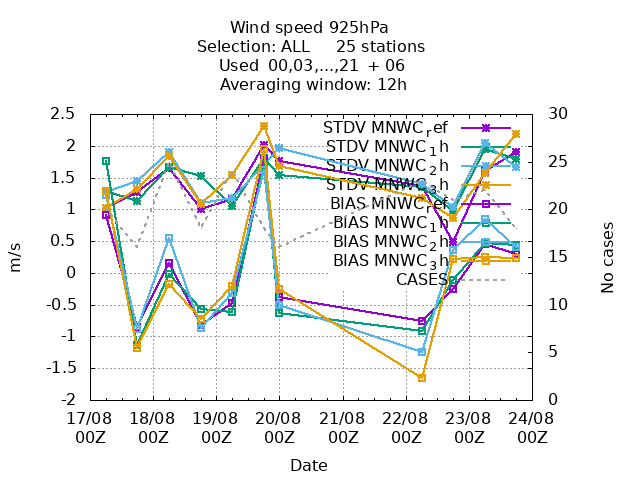 Wind speed 925hPa
Selection: ALL 25 stations
Used 00,03,...,21 + 06
Averaging window: 12h
2.5
2
1.5
1
0.5
0
-0.5
-1
-1.5
-2
m/s
30
25
20
15
10
5
0
No cases
STDV MNWC_ref
STDV MNWC_1h
STDV MNWC_2h
STDV MNWC_3h
BIAS MNWC_ref
BIAS MNWC_1h
BIAS MNWC_2h
BIAS MNWC_3h
CASES
17/08 18/08 19/08 20/08 21/08 22/08 23/08 24/08
00Z 00Z 00Z 00Z 00Z 00Z 00Z 00Z
Date